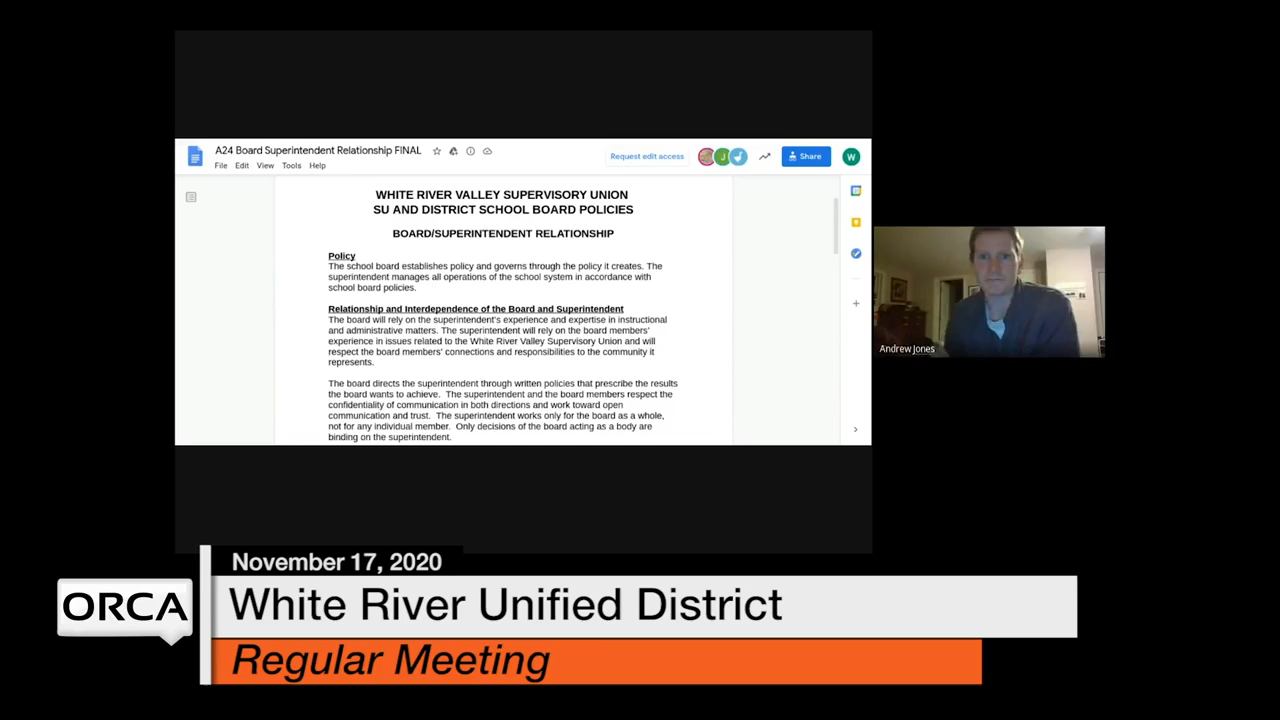 A24 Board Superintendent Relationship FINAL
File Edit View Tools Help
Request edit access
J
Share
W
WHITE RIVER VALLEY SUPERVISORY UNION
SU AND DISTRICT SCHOOL BOARD POLICIES
BOARD/SUPERINTENDENT RELATIONSHIP
Policy
The school board establishes policy and governs through the policy it creates. The
superintendent manages all operations of the school system in accordance with
school board policies.
Relationship and Interdependence of the Board and Superintendent
The board will rely on the superintendent's experience and expertise in instructional
and administrative matters. The superintendent will rely on the board members'
experience in issues related to the White River Valley Supervisory Union and will
respect the board members' connections and responsibilities to the community it
represents.
The board directs the superintendent through written policies that prescribe the results
the board wants to achieve. The superintendent and the board members respect the
confidentiality of communication in both directions and work toward open
communication and trust. The superintendent works only for the board as a whole,
not for any individual member. Only decisions of the board acting as a body are
binding on the superintendent.
Andrew Jones
November 17, 2020
ORCA
White River Unified District
Regular Meeting